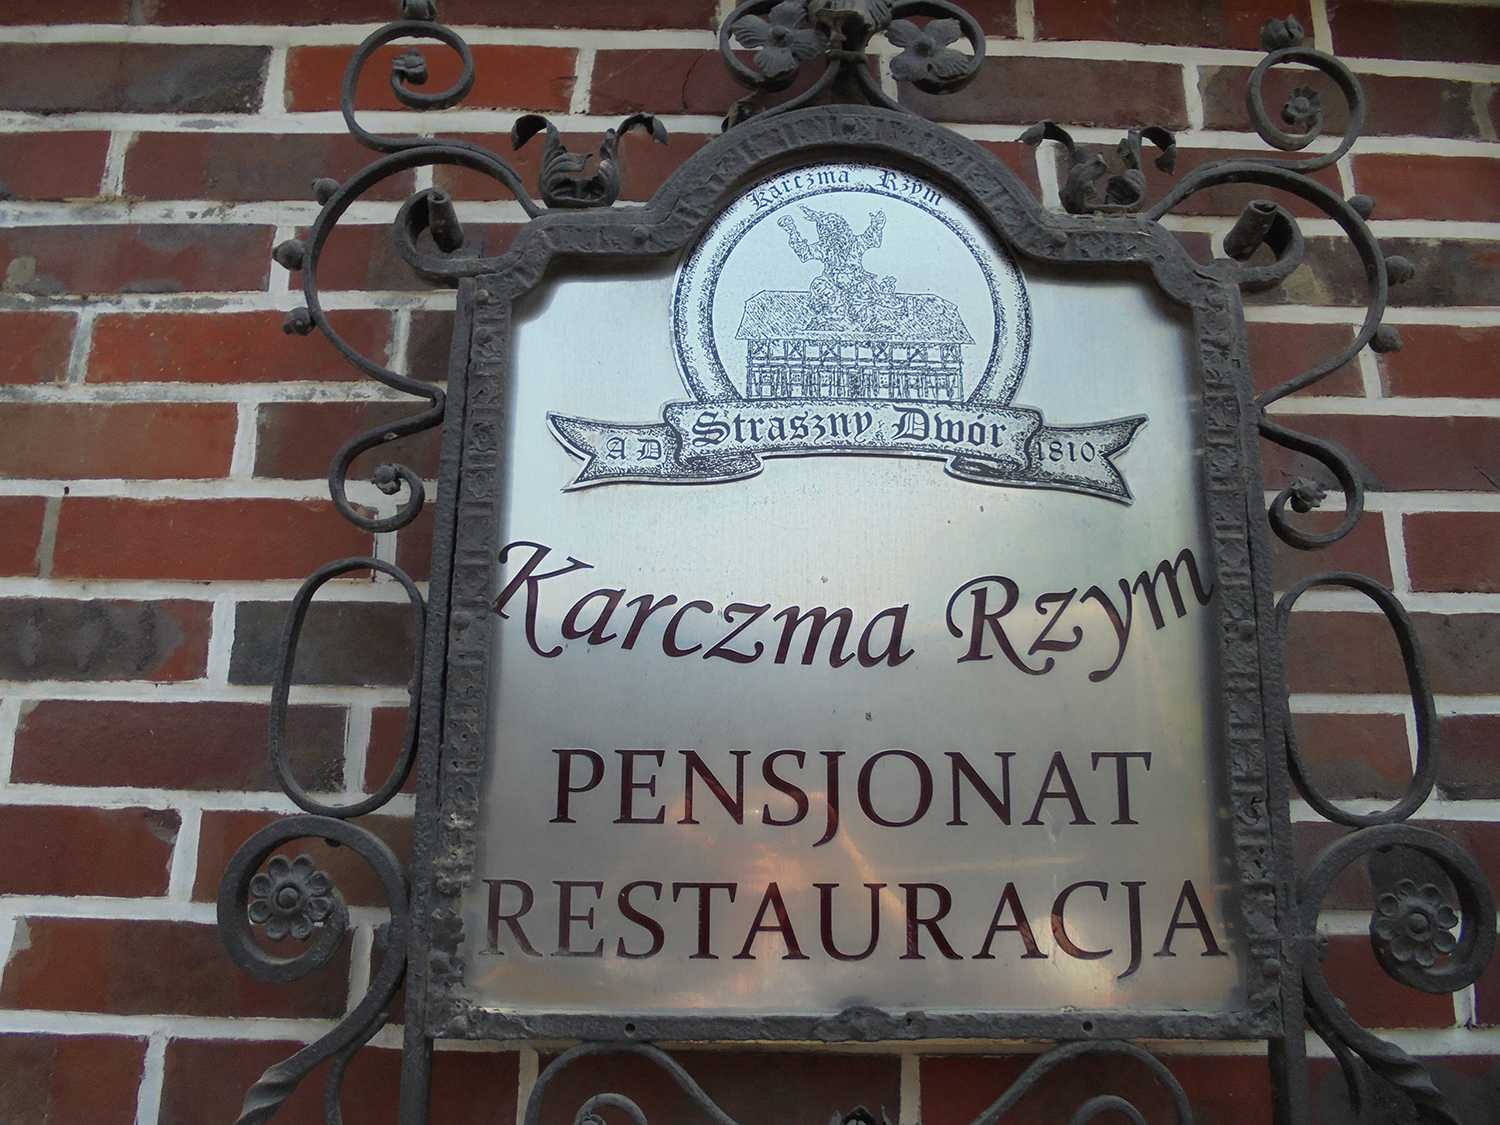 Karczma Rzym
A D Straszny Dwór 1810
Karczma Rzym
PENSJONAT
RESTAURACJA